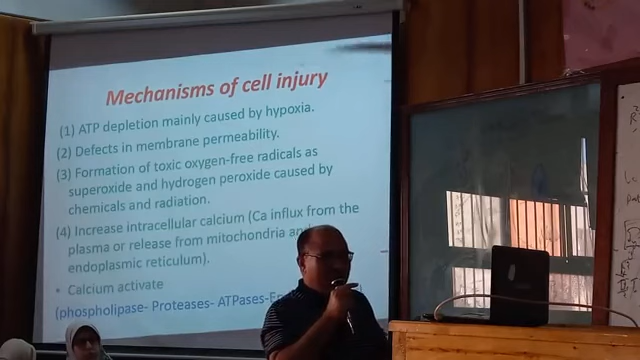 Mechanisms of cell injury
(1) ATP depletion mainly caused by hypoxia.
(2) Defects in membrane permeability.
(3) Formation of toxic oxygen-free radicals as
superoxide and hydrogen peroxide caused by
chemicals and radiation.
(4) Increase intracellular calcium (Ca influx from the
plasma or release from mitochondria and
endoplasmic reticulum).
• Calcium activate
(phospholipase- Proteases- ATPases-